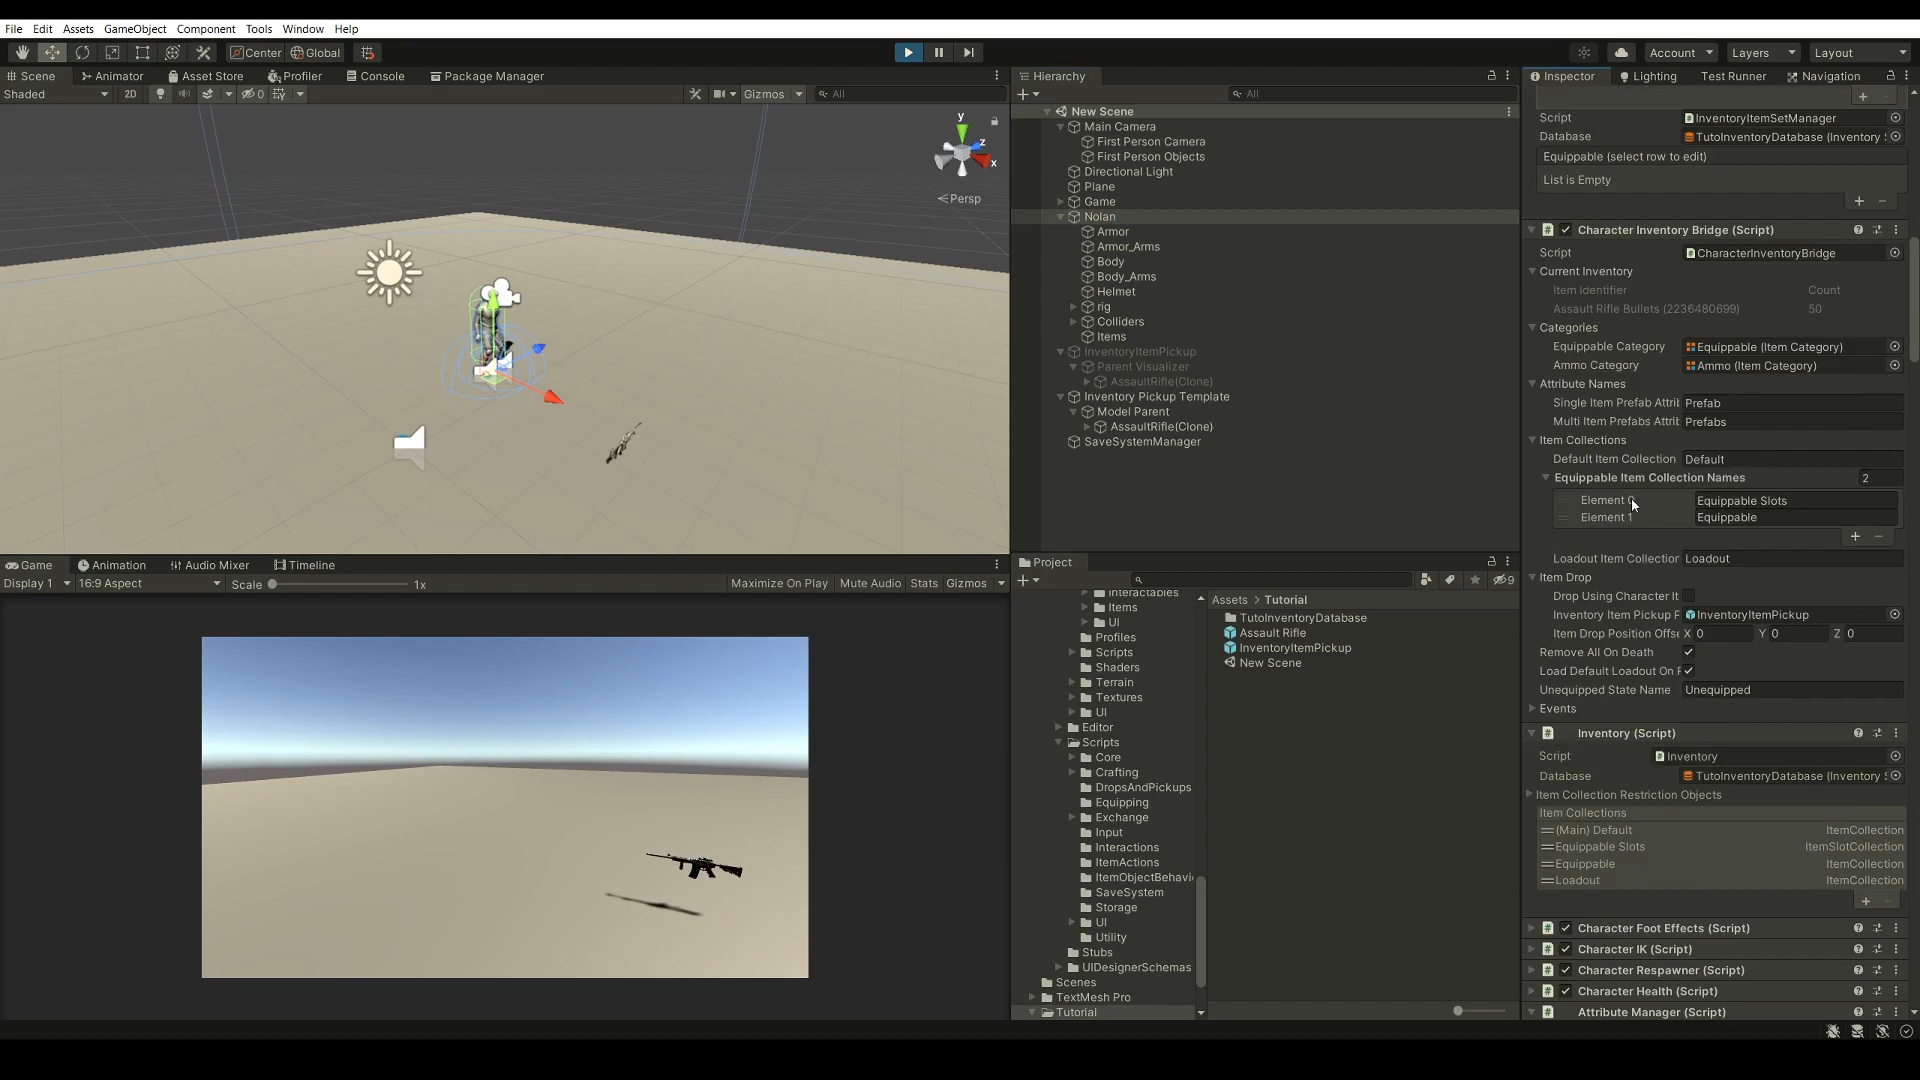 File Edit Assets GameObject Component Tools Window Help
Center Global Account Layers Layout
Scene Animator Asset Store Profiler Console Package Manager
Shaded 2D 0 Gizmos All
y
z
x
Persp
Game Animation Audio Mixer Timeline
Display 1 16:9 Aspect Scale 1x Maximize On Play Mute Audio Stats Gizmos
Hierarchy
All
New Scene
Main Camera
First Person Camera
First Person Objects
Directional Light
Plane
Game
Nolan
Armor
Armor_Arms
Body
Body_Arms
Helmet
rig
Colliders
Items
InventoryItemPickup
Parent Visualizer
AssaultRifle(Clone)
Inventory Pickup Template
Model Parent
AssaultRifle(Clone)
SaveSystemManager
Project
9
Interactables
Items
UI
Profiles
Scripts
Shaders
Terrain
Textures
UI
Editor
Scripts
Core
Crafting
DropsAndPickups
Equipping
Exchange
Input
Interactions
ItemActions
ItemObjectBehavi
SaveSystem
Storage
UI
Utility
Stubs
UIDesignerSchemas
Scenes
TextMesh Pro
Tutorial
Assets > Tutorial
TutoInventoryDatabase
Assault Rifle
InventoryItemPickup
New Scene
Inspector Lighting Test Runner Navigation
Script InventoryItemSetManager
Database TutoInventoryDatabase (Inventory
Equippable (select row to edit)
List is Empty
Character Inventory Bridge (Script)
Script CharacterInventoryBridge
Current Inventory
Item Identifier Count
Assault Rifle Bullets (2236480699) 50
Categories
Equippable Category Equippable (Item Category)
Ammo Category Ammo (Item Category)
Attribute Names
Single Item Prefab Attri Prefab
Multi Item Prefabs Attri Prefabs
Item Collections
Default Item Collection Default
Equippable Item Collection Names 2
Element 0 Equippable Slots
Element 1 Equippable
Loadout Item Collection Loadout
Item Drop
Drop Using Character It
Inventory Item Pickup P InventoryItemPickup
Item Drop Position Offse X 0 Y 0 Z 0
Remove All On Death
Load Default Loadout On R
Unequipped State Name Unequipped
Events
Inventory (Script)
Script Inventory
Database TutoInventoryDatabase (Inventory
Item Collection Restriction Objects
Item Collections
(Main) Default ItemCollection
Equippable Slots ItemSlotCollection
Equippable ItemCollection
Loadout ItemCollection
Character Foot Effects (Script)
Character IK (Script)
Character Respawner (Script)
Character Health (Script)
Attribute Manager (Script)